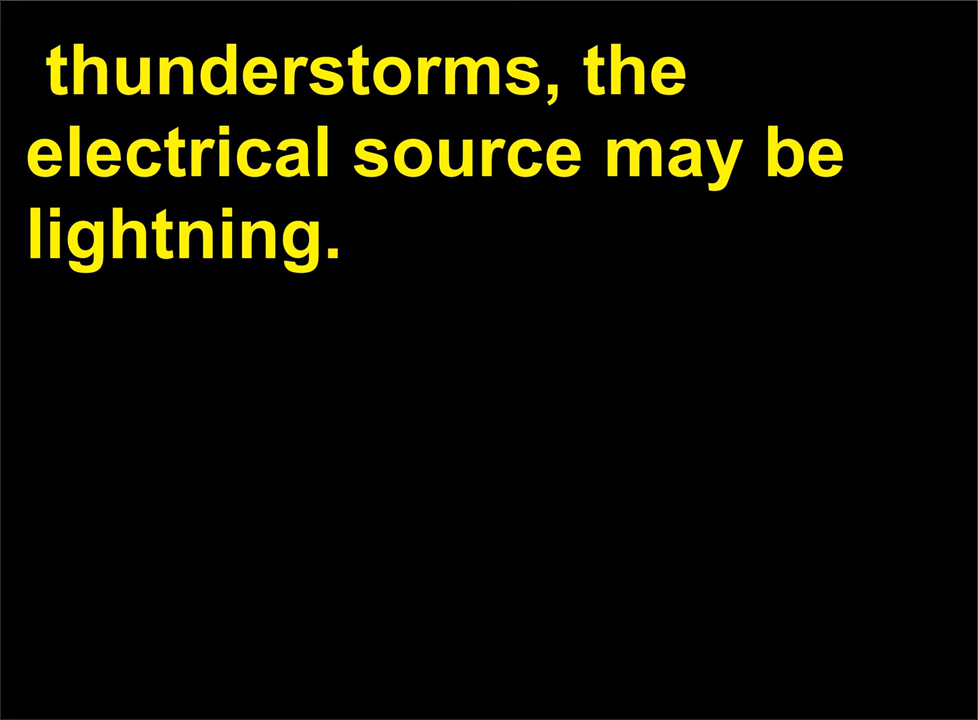 thunderstorms, the
electrical source may be
lightning.